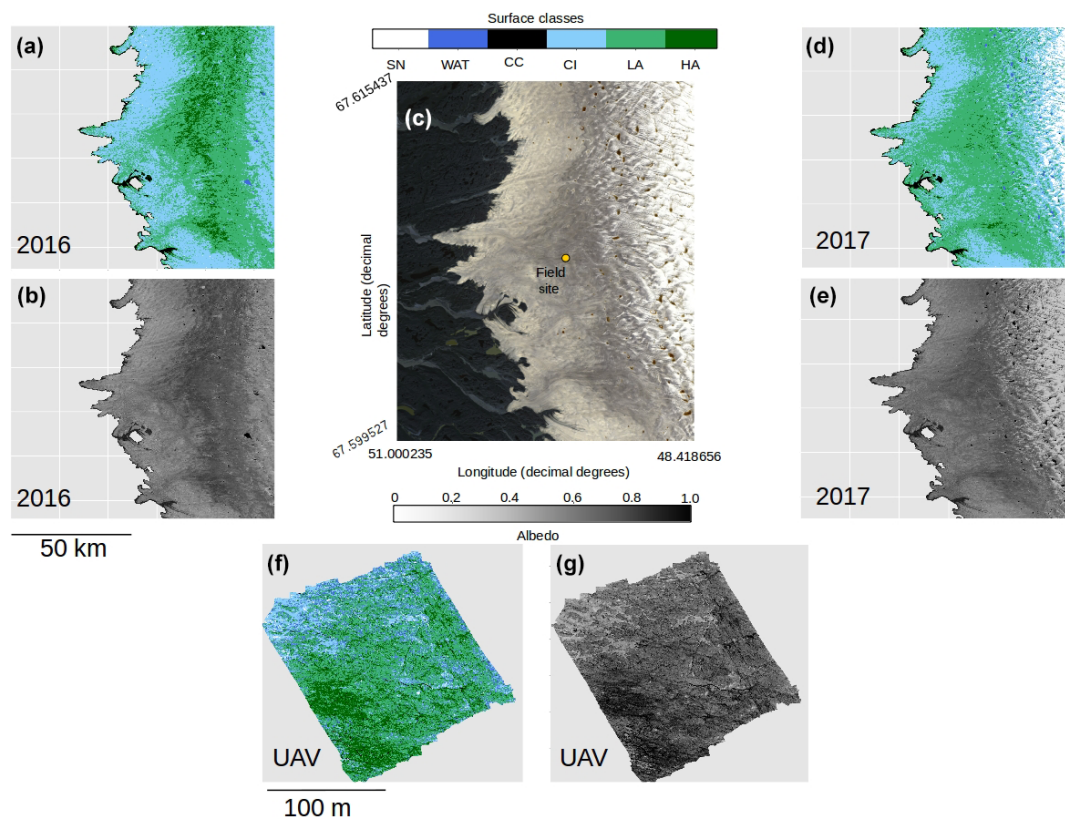 Surface classes
SN WAT CC CI LA HA
(a)
2016
(b)
2016
50 km
67.615437
(c)
Field
site
Latitude (decimal
degrees)
67.599527
51.000235 48.418656
Longitude (decimal degrees)
0 0.2 0.4 0.6 0.8 1.0
Albedo
(d)
2017
(e)
2017
(f)
UAV
100 m
(g)
UAV